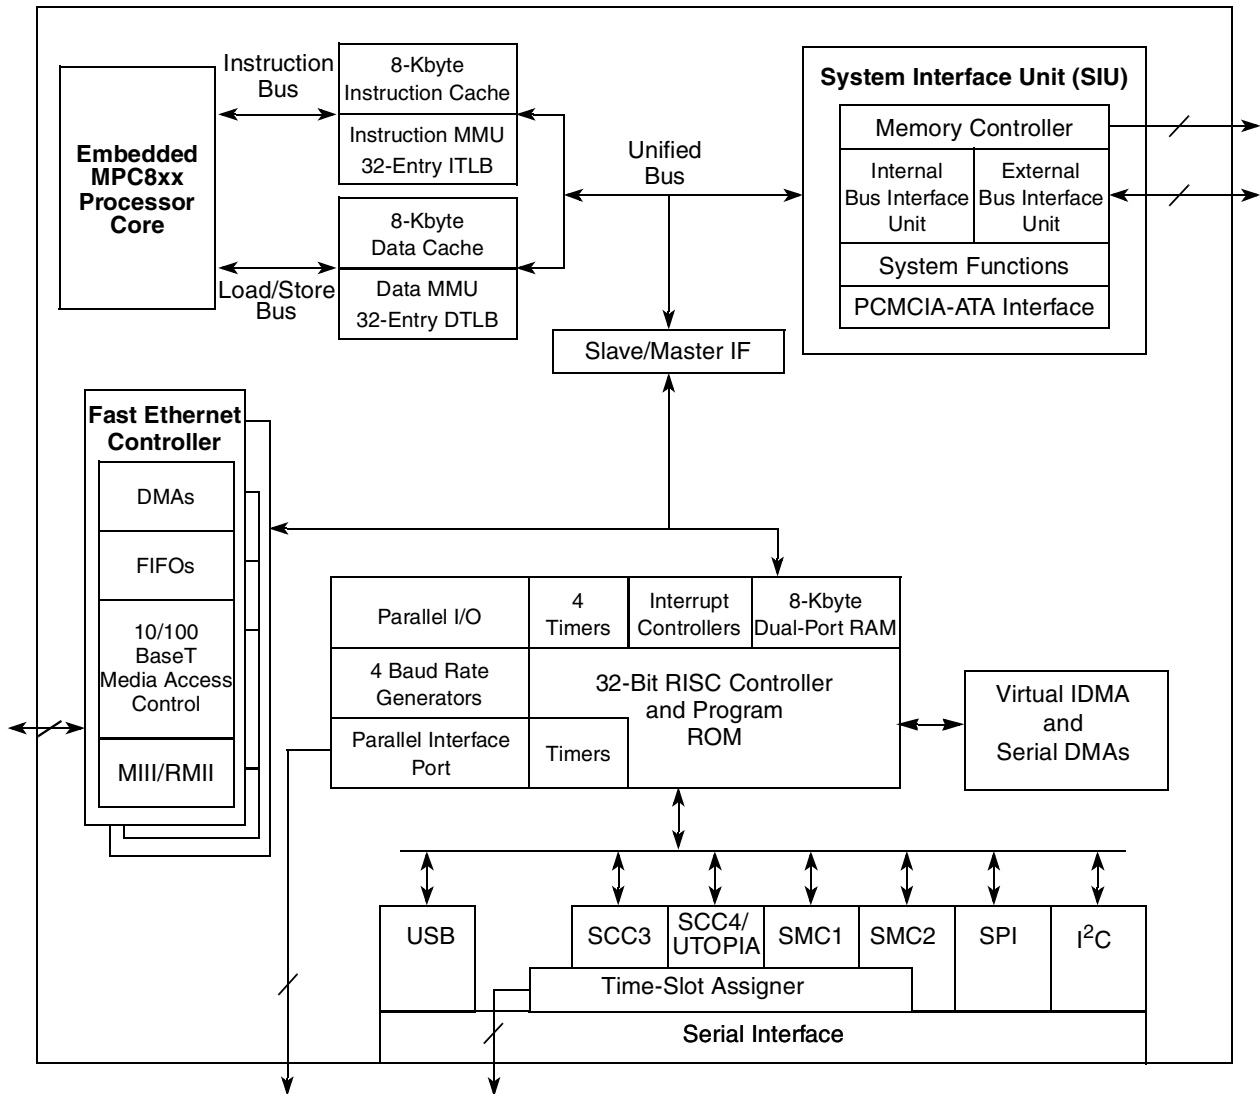 Instruction
Bus
8-Kbyte
Instruction Cache
Instruction MMU
32-Entry ITLB
Embedded
MPC8xx
Processor
Core
8-Kbyte
Data Cache
Data MMU
32-Entry DTLB
Load/Store
Bus
Unified
Bus
System Interface Unit (SIU)
Memory Controller
Internal
Bus Interface
Unit
External
Bus Interface
Unit
System Functions
PCMCIA-ATA Interface
Slave/Master IF
Fast Ethernet
Controller
DMAs
FIFOs
10/100
BaseT
Media Access
Control
MIII/RMII
Parallel I/O
4
Timers
Interrupt
Controllers
8-Kbyte
Dual-Port RAM
4 Baud Rate
Generators
32-Bit RISC Controller
and Program
ROM
Parallel Interface
Port
Timers
Virtual IDMA
and
Serial DMAs
USB
SCC3
SCC4/
UTOPIA
SMC1
SMC2
SPI
I²C
Time-Slot Assigner
Serial Interface